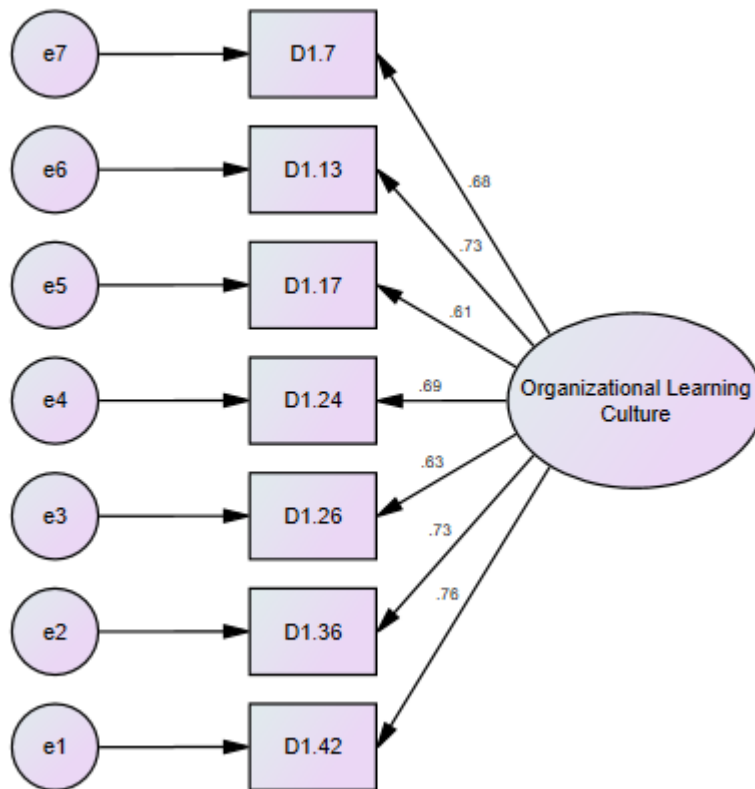 e7
D1.7
.68
e6
D1.13
.73
e5
D1.17
.61
e4
D1.24
.69
Organizational Learning
Culture
e3
D1.26
.63
e2
D1.36
.73
e1
D1.42
.76